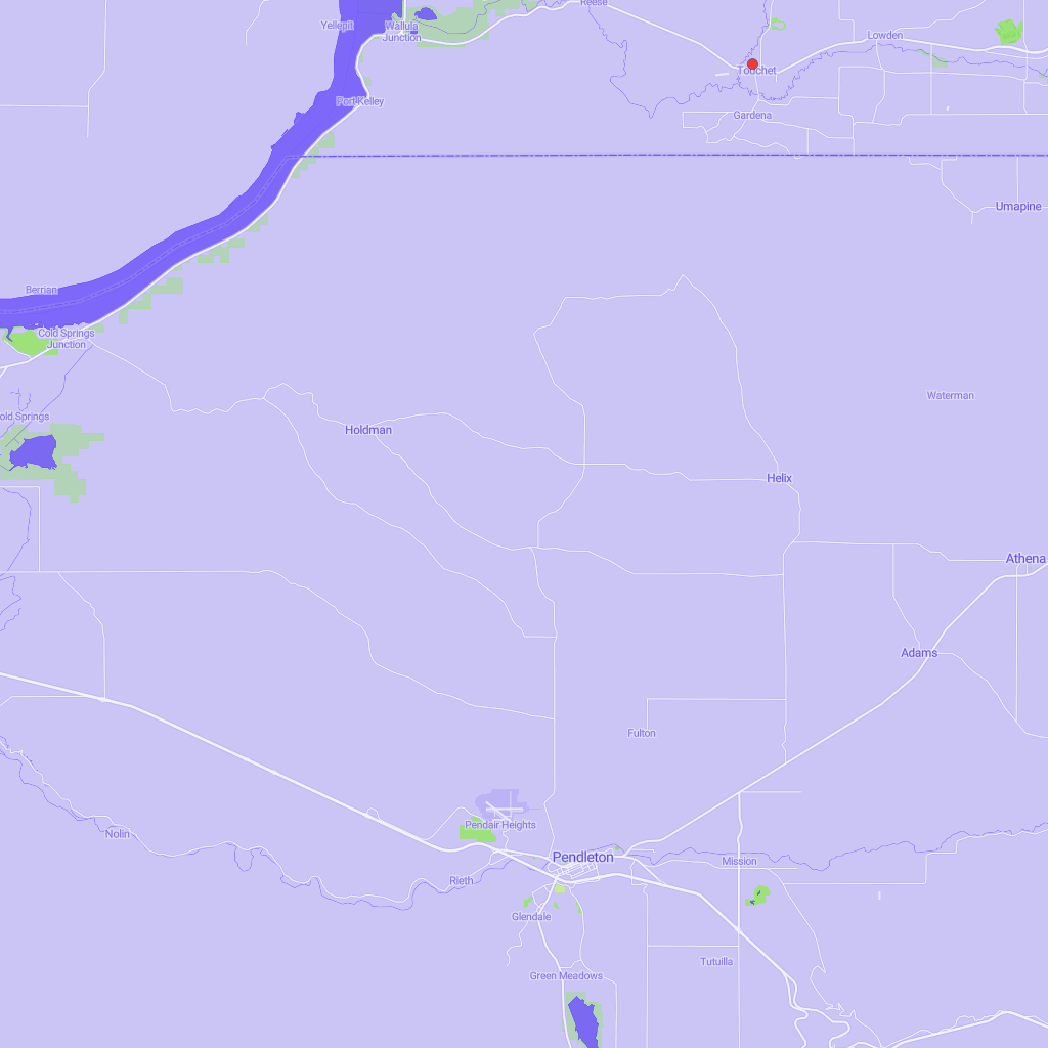 Reese
Yellepit
Wallula
Junction
Lowden
Touchet
Port Kelley
Gardena
Umapine
Berrian
Cold Springs
Junction
Waterman
old Springs
Holdman
Helix
Athena
Adams
Fulton
Pendair Heights
Nolin
Pendleton
Mission
Rieth
Glendale
Tutuilla
Green Meadows